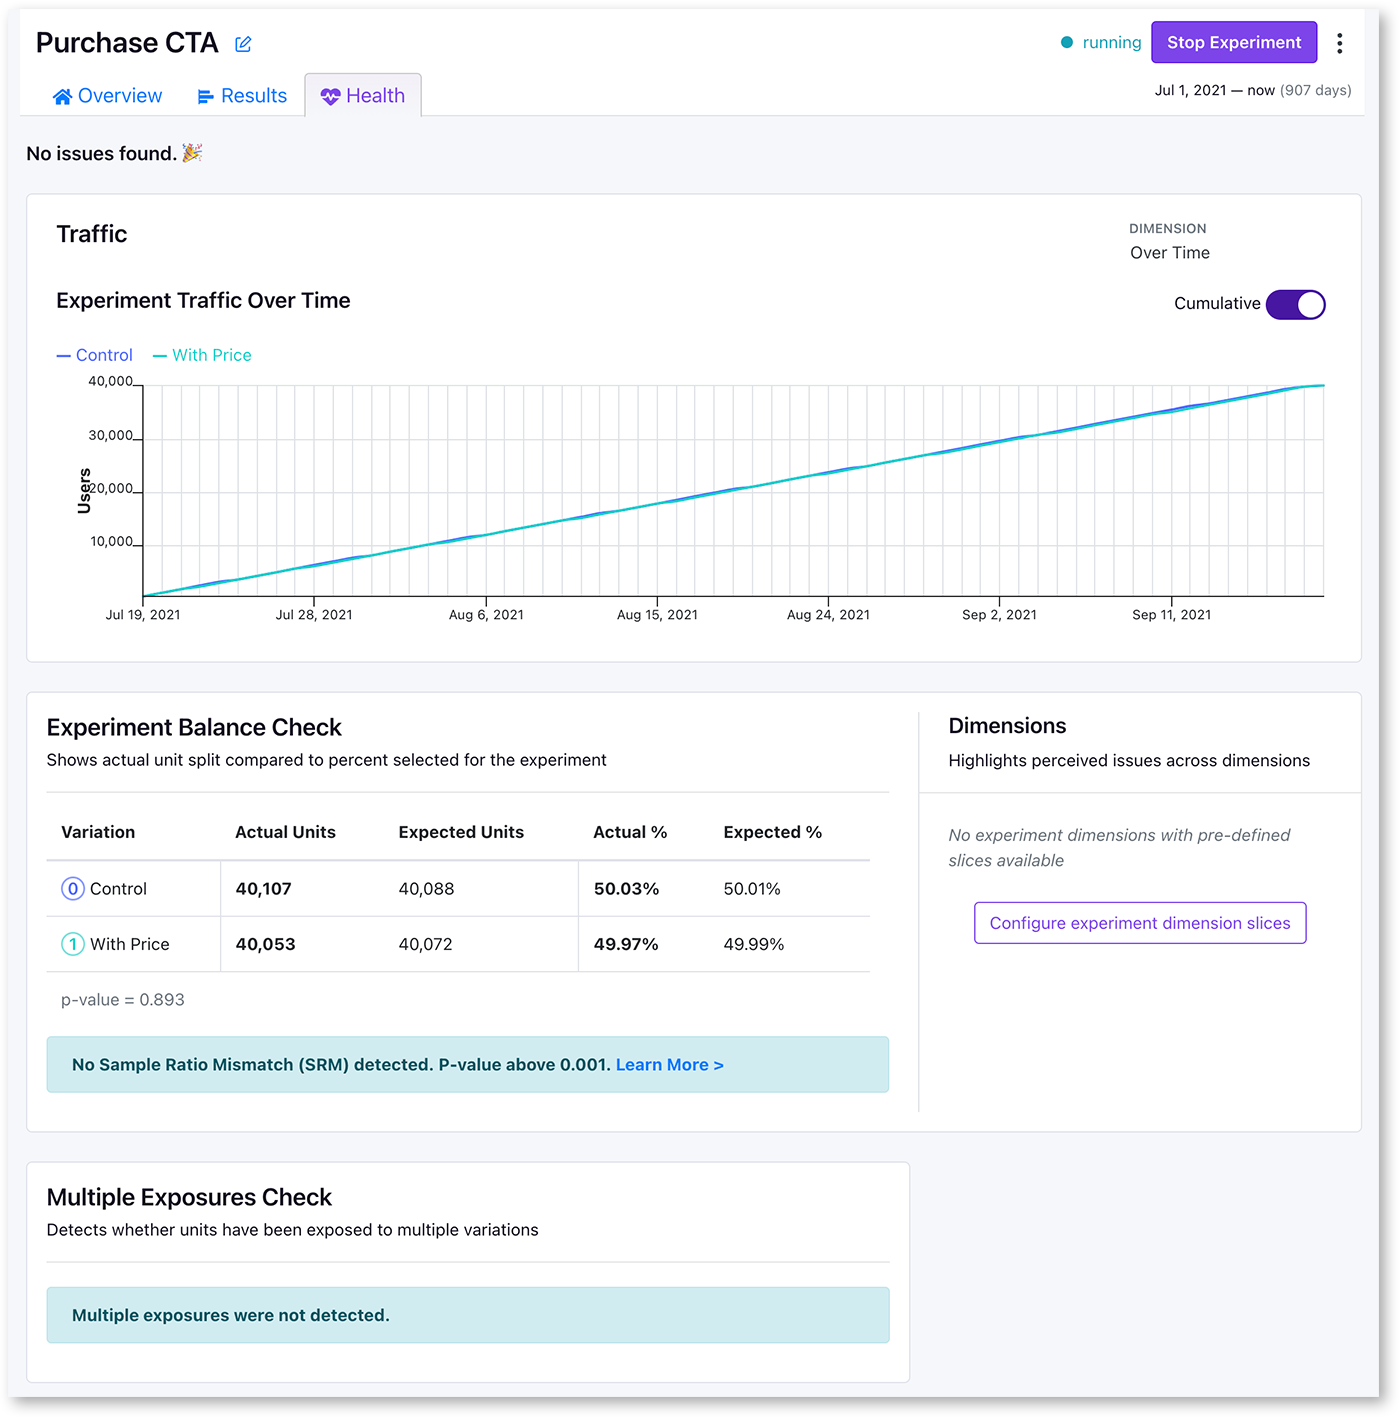 Purchase CTA
running
Stop Experiment
Overview
Results
Health
Jul 1, 2021 — now (907 days)
No issues found. 🎉
Traffic
DIMENSION
Over Time
Experiment Traffic Over Time
Cumulative
Control
With Price
40,000
30,000
20,000
10,000
Users
Jul 19, 2021
Jul 28, 2021
Aug 6, 2021
Aug 15, 2021
Aug 24, 2021
Sep 2, 2021
Sep 11, 2021
Experiment Balance Check
Shows actual unit split compared to percent selected for the experiment
Variation Actual Units Expected Units Actual % Expected %
0 Control 40,107 40,088 50.03% 50.01%
1 With Price 40,053 40,072 49.97% 49.99%
p-value = 0.893
No Sample Ratio Mismatch (SRM) detected. P-value above 0.001. Learn More >
Dimensions
Highlights perceived issues across dimensions
No experiment dimensions with pre-defined
slices available
Configure experiment dimension slices
Multiple Exposures Check
Detects whether units have been exposed to multiple variations
Multiple exposures were not detected.